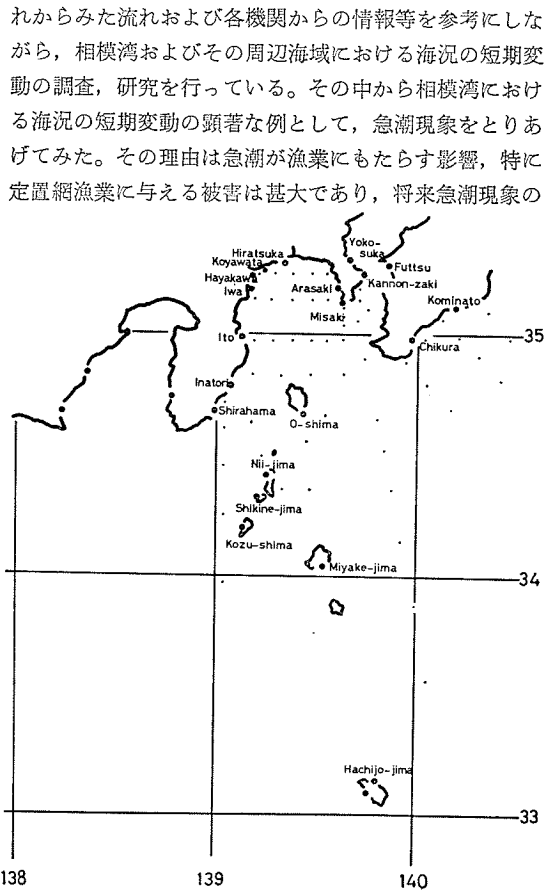 れからみた流れおよび各機関からの情報等を参考にしな
がら，相模湾およびその周辺海域における海況の短期変
動の調査，研究を行っている。その中から相模湾におけ
る海況の短期変動の顕著な例として，急潮現象をとりあ
げてみた。その理由は急潮が漁業にもたらす影響，特に
定置網漁業に与える被害は甚大であり，将来急潮現象の
Yoko-
suka
Hiratsuka
Koyawata
Futtsu
Hayakawa
Kannon-zaki
Iwa
Arasaki
Kominato
Misaki
35
Ito
Chikura
Inatori
Shirahama
O-shima
Nii-jima
Shikine-jima
Kozu-shima
Miyake-jima
34
Hachijo-jima
33
138
139
140